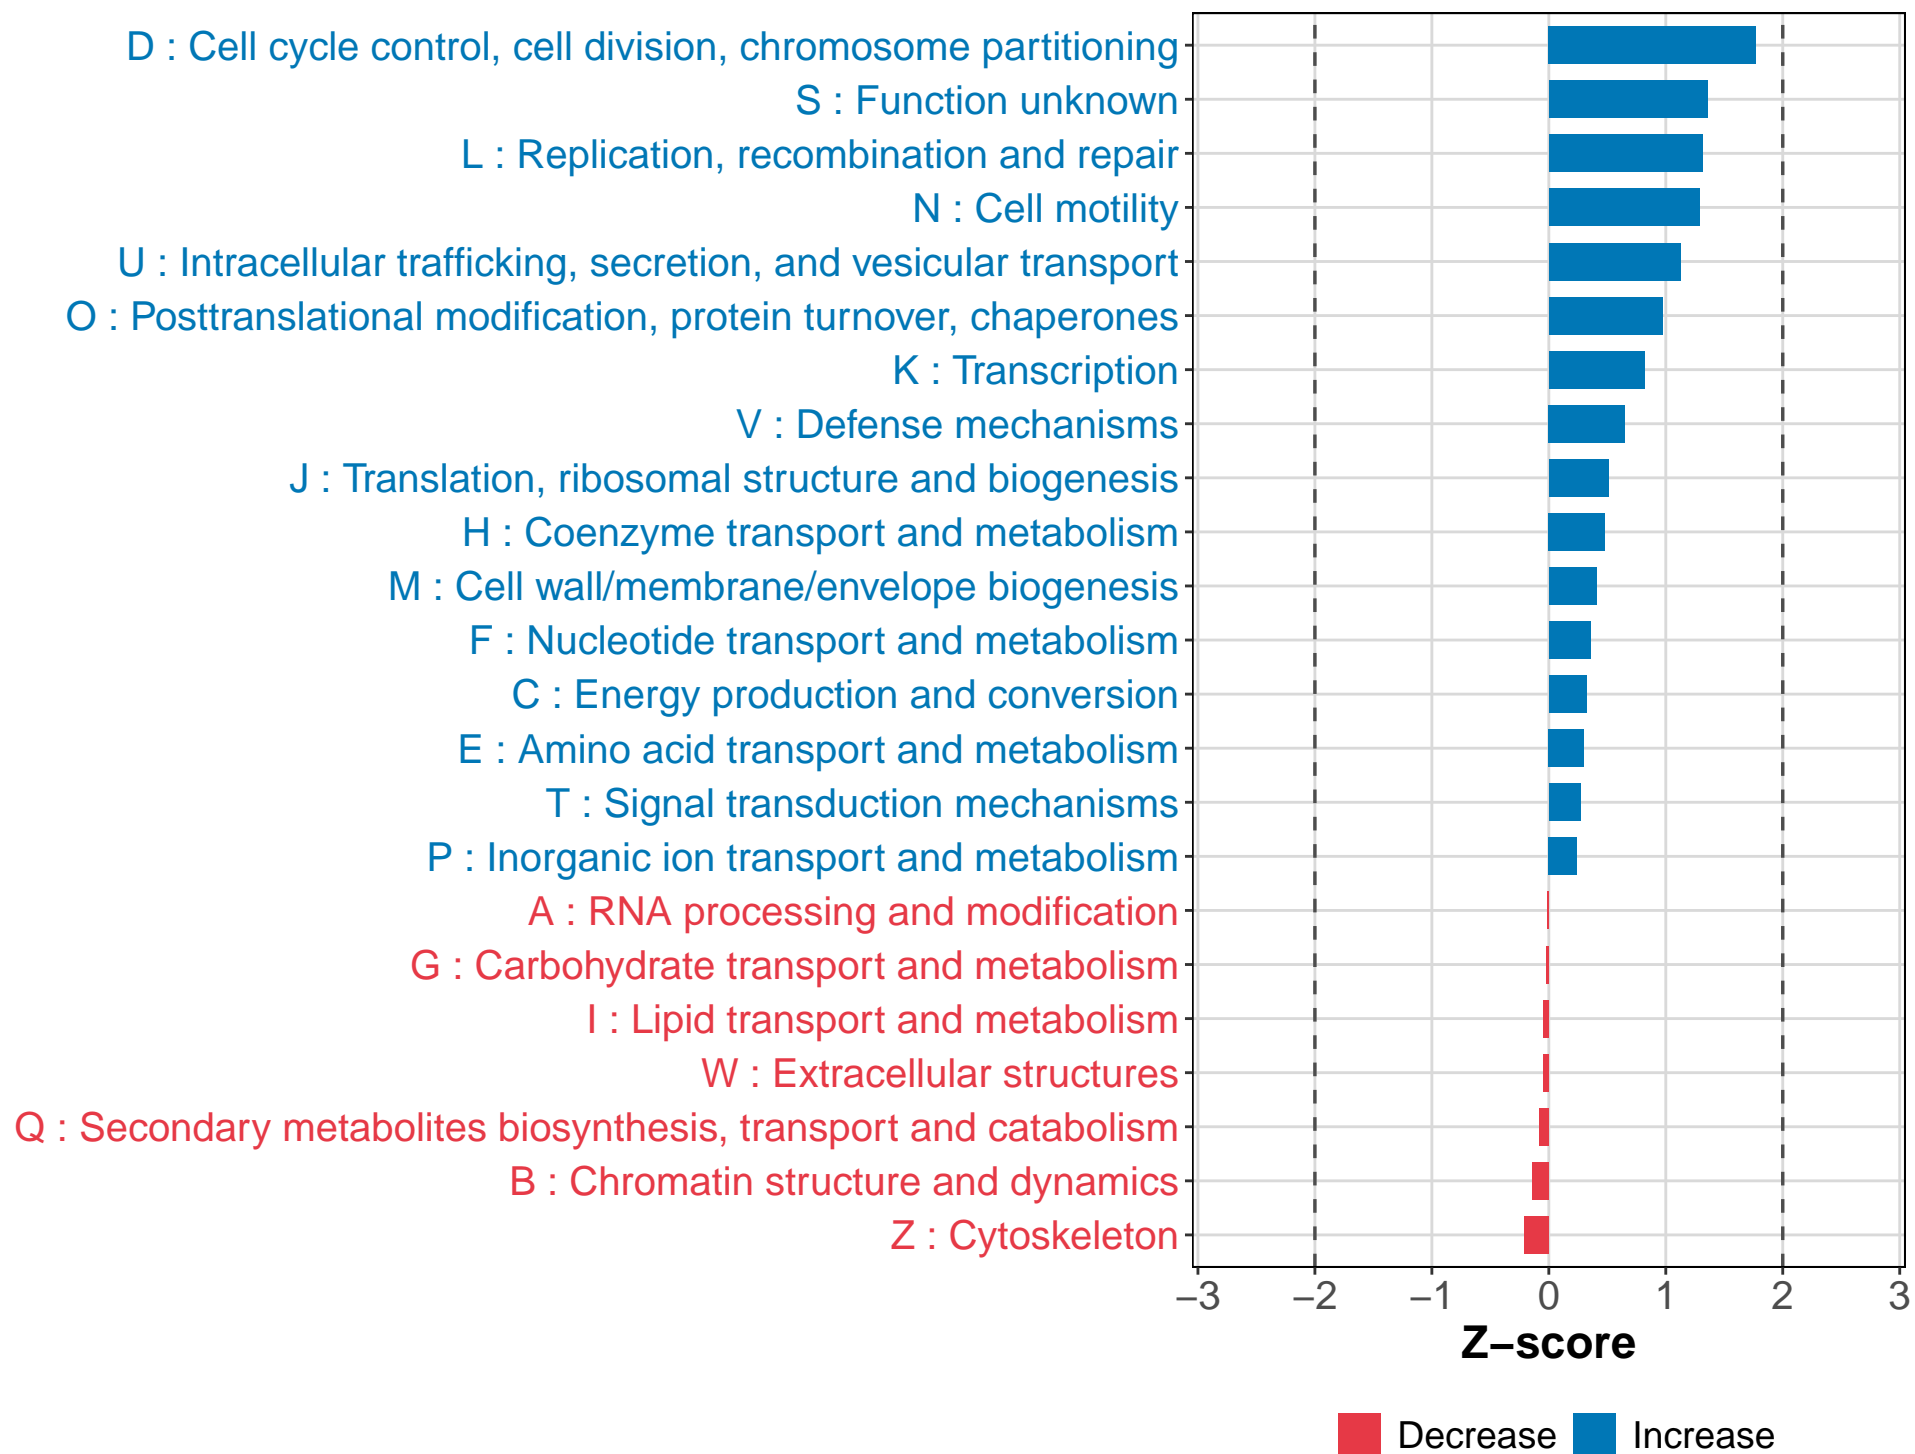 D : Cell cycle control, cell division, chromosome partitioning
S : Function unknown
L : Replication, recombination and repair
N : Cell motility
U : Intracellular trafficking, secretion, and vesicular transport
O : Posttranslational modification, protein turnover, chaperones
K : Transcription
V : Defense mechanisms
J : Translation, ribosomal structure and biogenesis
H : Coenzyme transport and metabolism
M : Cell wall/membrane/envelope biogenesis
F : Nucleotide transport and metabolism
C : Energy production and conversion
E : Amino acid transport and metabolism
T : Signal transduction mechanisms
P : Inorganic ion transport and metabolism
A : RNA processing and modification
G : Carbohydrate transport and metabolism
I : Lipid transport and metabolism
W : Extracellular structures
Q : Secondary metabolites biosynthesis, transport and catabolism
B : Chromatin structure and dynamics
Z : Cytoskeleton
−3 −2 −1 0 1 2 3
Z−score
Decrease Increase